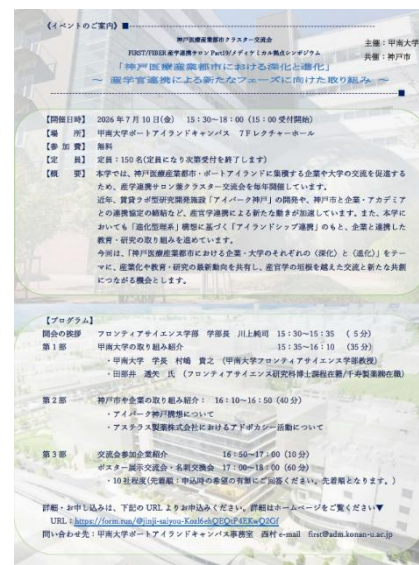 《イベントのご案内》■
神戸医療産業都市クラスター交流会
FIRST/FIBER 産学連携サロン Part19/メディケミカル拠点シンポジウム
主催：甲南大学
共催：神戸市
「神戸医療産業都市における深化と進化」
～ 産学官連携による新たなフェーズに向けた取り組み ～
【開催日時】 2026年7月10日(金) 15：30～18：00 (15：00受付開始)
【場　所】 甲南大学ポートアイランドキャンパス 7Fレクチャーホール
【参 加 費】 無料
【定　員】 定員：150名(定員になり次第受付を終了します)
【概　要】 本学では、神戸医療産業都市・ポートアイランドに集積する企業や大学の交流を促進する
ため、産学連携サロン兼クラスター交流会を毎年開催しています。
近年、賃貸ラボ型研究開発施設「アイパーク神戸」の開発や、神戸市と企業・アカデミア
との連携協定の締結など、産官学連携による新たな動きが加速しています。また、本学に
おいても「進化型理系」構想に基づく「アイランドシップ連携」のもと、企業と連携した
教育・研究の取り組みを進めています。
今回は、「神戸医療産業都市における企業・大学のそれぞれの〈深化〉と〈進化〉」をテー
マに、産業化や教育・研究の最新動向を共有し、産官学の垣根を越えた交流と新たな共創
につながる機会とします。
【プログラム】
開会の挨拶 フロンティアサイエンス学部 学部長 川上純司 15：30～15：35 （5分）
第1部 甲南大学の取り組み紹介 15：35～16：10 (35分)
・甲南大学 学長 村嶋 貴之 (甲南大学フロンティアサイエンス学部教授)
・田部井 透矢 氏 (フロンティアサイエンス研究科博士課程在籍/千寿製薬㈱在職)
第2部 神戸市や企業の取り組み紹介： 16：10～16：50 (40分)
・アイパーク神戸構想について
・アステラス製薬株式会社におけるアドボカシー活動について
第3部 交流会参加企業紹介 16：50～17：00 (10分)
ポスター展示交流会・名刺交換会 17：00～18：00 (60分)
・10社程度(先着順：申込時の希望の有無にご回答ください。先着順となります。)
詳細・お申し込みは、下記のURLよりお申込みください。詳細はホームページをご覧ください▼
URL：https://form.run/@jinji-saiyou-Kozl6ehQEQtP4EKwQ2Gf
問い合わせ先：甲南大学ポートアイランドキャンパス事務室 西村 e-mail first@adm.konan-u.ac.jp